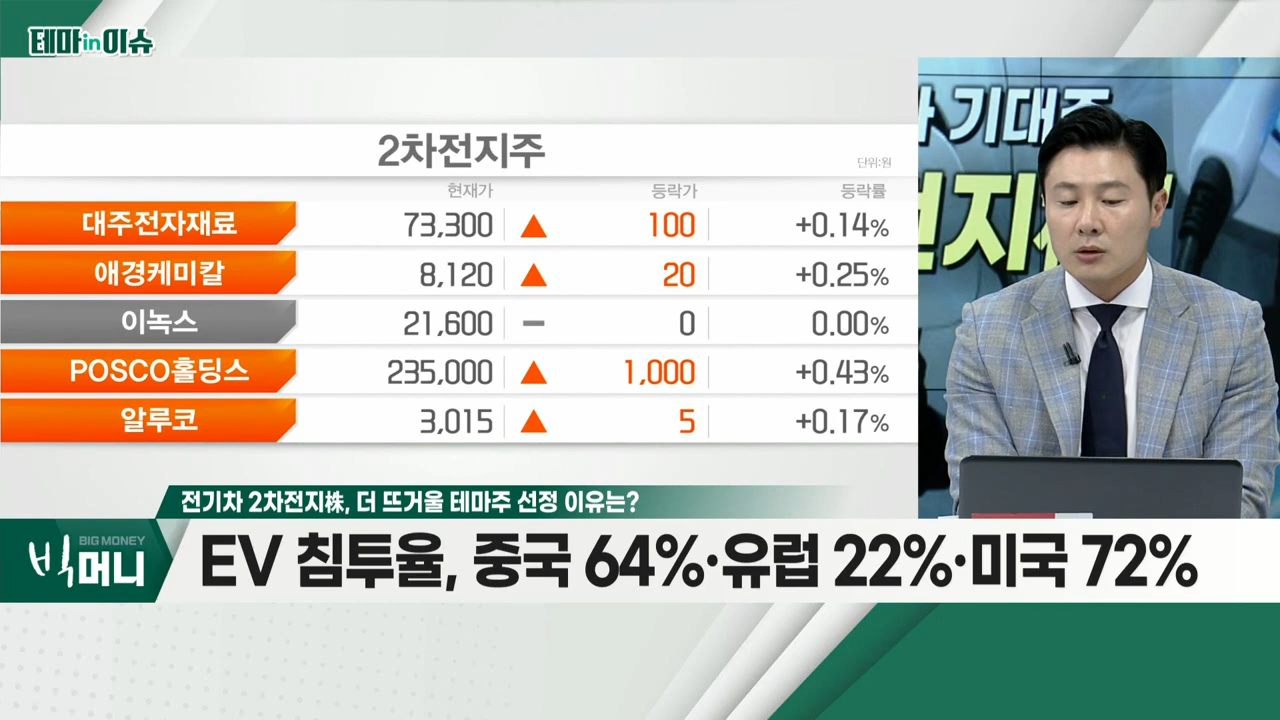 테마in이슈
2차전지주
단위:원
현재가 등락가 등락률
대주전자재료 73,300 ▲ 100 +0.14%
애경케미칼 8,120 ▲ 20 +0.25%
이녹스 21,600 - 0 0.00%
POSCO홀딩스 235,000 ▲ 1,000 +0.43%
알루코 3,015 ▲ 5 +0.17%
기대주
전지
전기차 2차전지株, 더 뜨거울 테마주 선정 이유는?
BIG MONEY
빅머니
EV 침투율, 중국 64%·유럽 22%·미국 72%